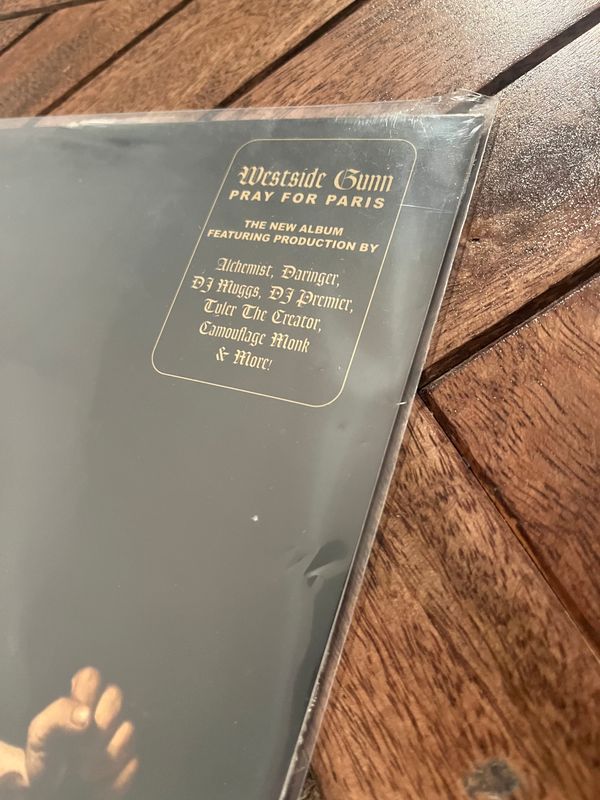 Westside Gunn
PRAY FOR PARIS
THE NEW ALBUM
FEATURING PRODUCTION BY
Alchemist, Daringer,
DJ Muggs, DJ Premier,
Tyler The Creator,
Camouflage Monk
& More!